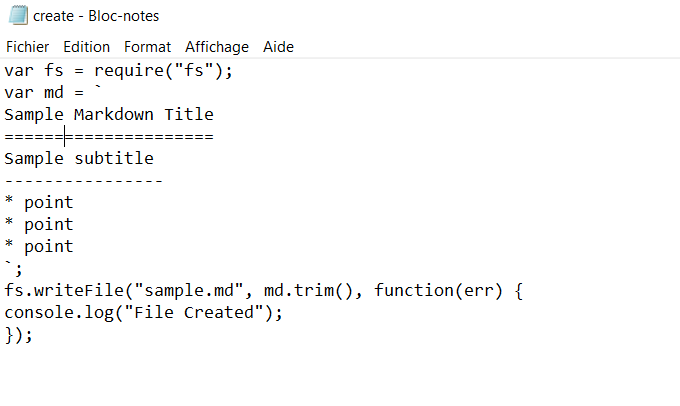 create - Bloc-notes
Fichier Edition Format Affichage Aide
var fs = require("fs");
var md = `
Sample Markdown Title
=====================
Sample subtitle
----------------
* point
* point
* point
`;
fs.writeFile("sample.md", md.trim(), function(err) {
console.log("File Created");
});